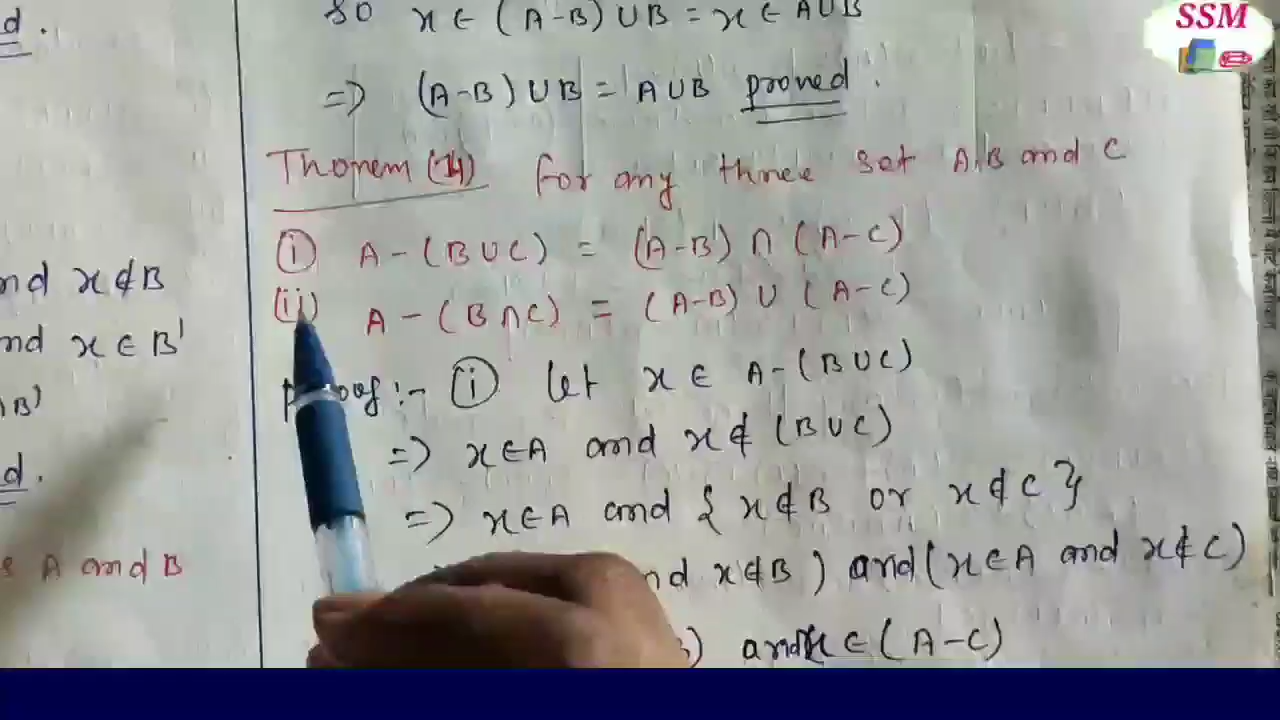 d.
nd x∉B
nd x∈B'
B')
d.
A and B
so x∈(A-B)∪B = x∈A∪B
=> (A-B)∪B = A∪B proved.
Thorem (14) for any three set A,B and C
(i) A-(B∪C) = (A-B)∩(A-C)
(ii) A-(B∩C) = (A-B)∪(A-C)
proof:- (i) let x∈ A-(B∪C)
=> x∈A and x∉(B∪C)
=> x∈A and {x∉B or x∉C}
nd x∉B) and (x∈A and x∉C)
) and x∈(A-C)
SSM